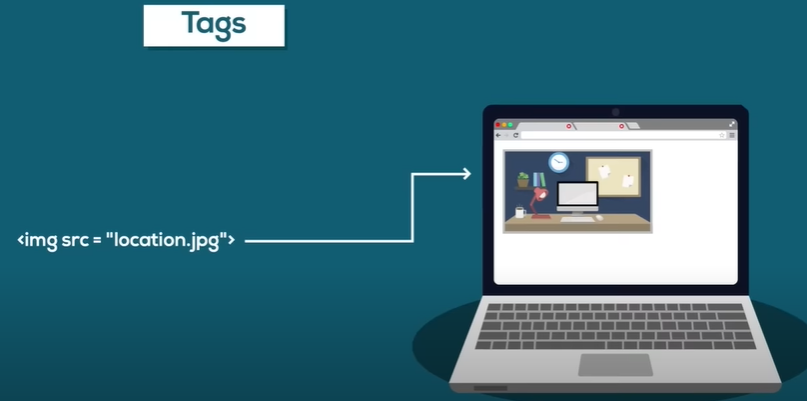 Tags
<img src = "location.jpg">